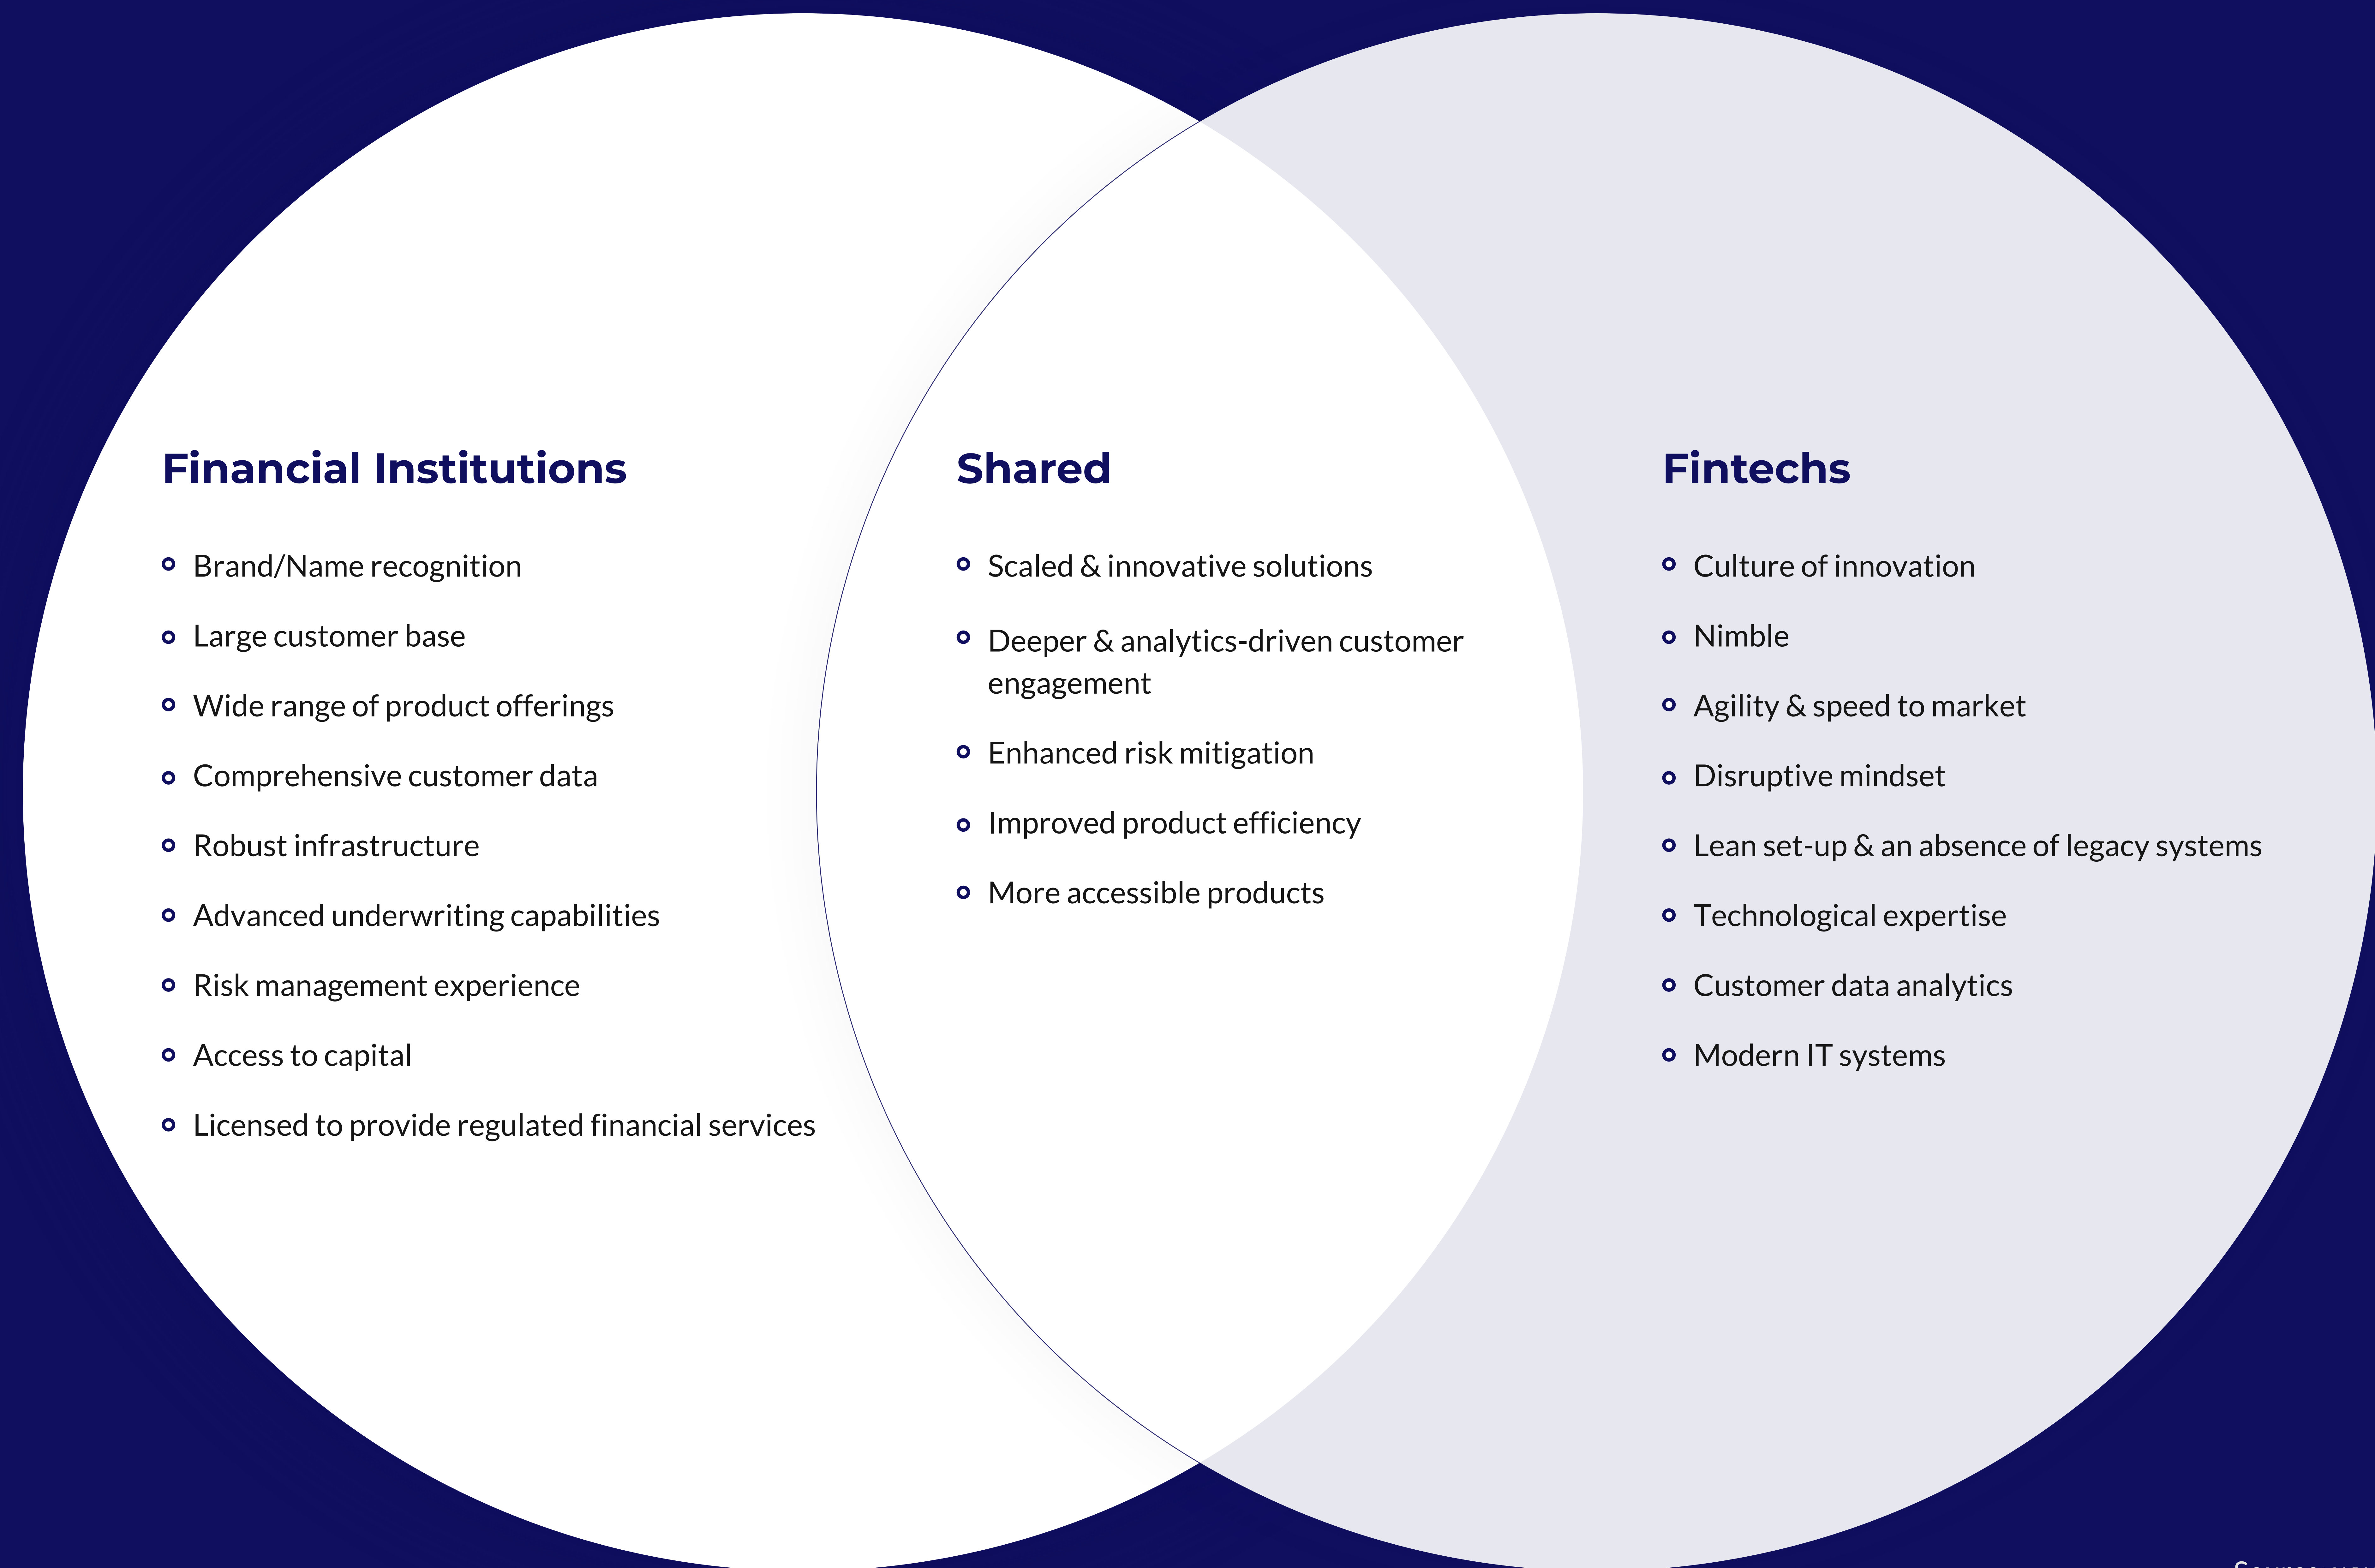 Financial Institutions
Brand/Name recognition
Large customer base
Wide range of product offerings
Comprehensive customer data
Robust infrastructure
Advanced underwriting capabilities
Risk management experience
Access to capital
Licensed to provide regulated financial services
Shared
Scaled & innovative solutions
Deeper & analytics-driven customer
engagement
Enhanced risk mitigation
Improved product efficiency
More accessible products
Fintechs
Culture of innovation
Nimble
Agility & speed to market
Disruptive mindset
Lean set-up & an absence of legacy systems
Technological expertise
Customer data analytics
Modern IT systems